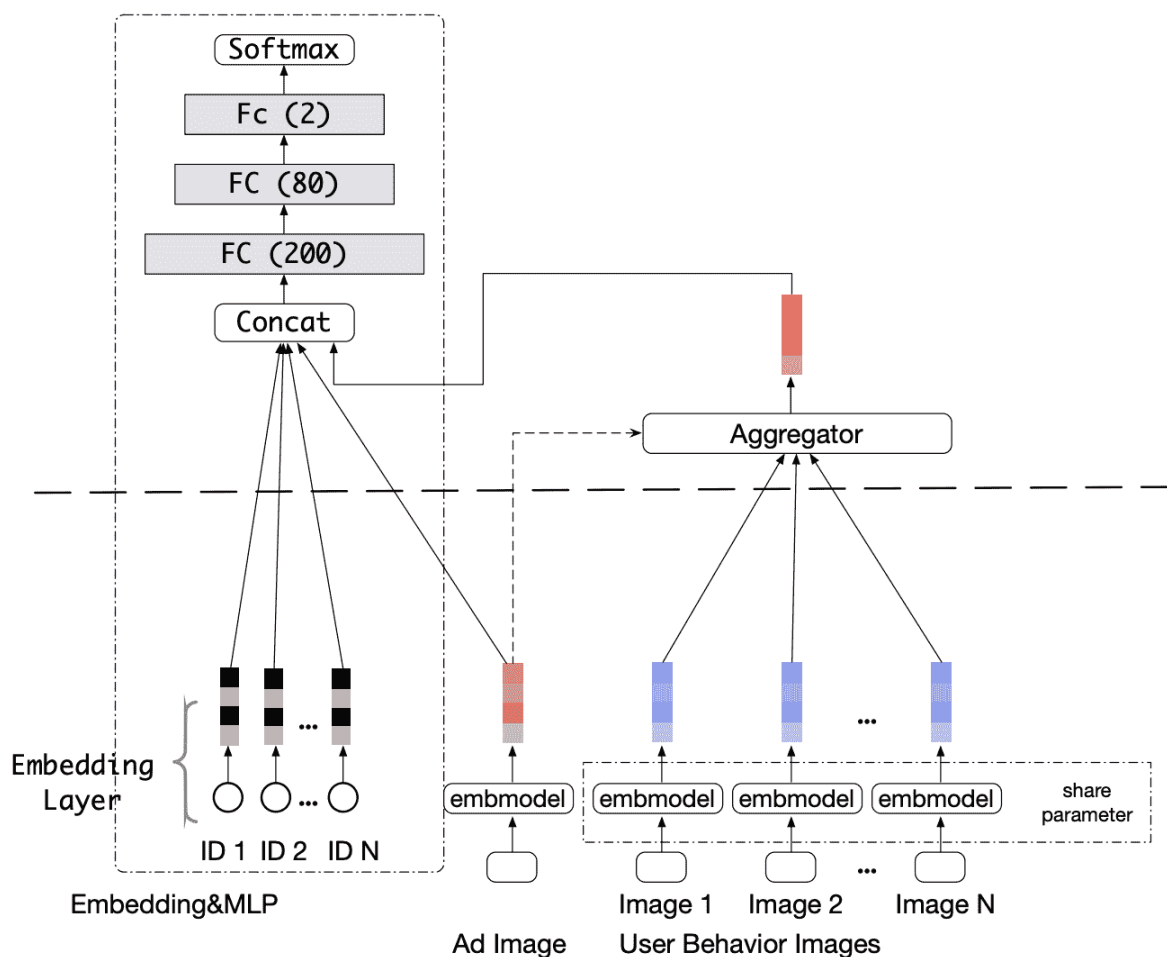 Softmax
Fc (2)
FC (80)
FC (200)
Concat
Aggregator
...
...
Embedding
Layer
embmodel
embmodel
embmodel
embmodel
share
parameter
...
ID 1 ID 2 ID N
...
Embedding&MLP
Image 1 Image 2 Image N
Ad Image
User Behavior Images